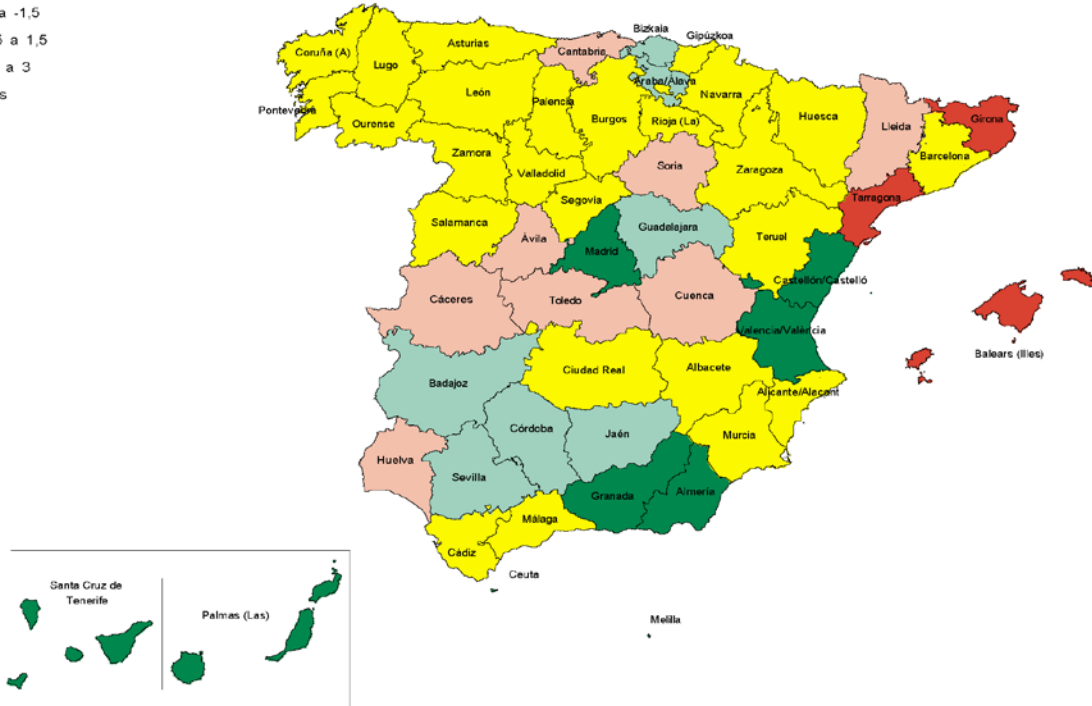 a -1,5
a 1,5
a 3
s
Bizkaia
Gipúzkoa
Asturias
Cantabria
Coruña (A)
Lugo
Araba/Álava
León
Navarra
Palencia
Pontevedra
Ourense
Burgos
Rioja (La)
Huesca
Lleida
Girona
Zamora
Barcelona
Soria
Valladolid
Zaragoza
Segovia
Tarragona
Salamanca
Guadalajara
Teruel
Ávila
Madrid
Castellón/Castelló
Cáceres
Toledo
Cuenca
Valencia/València
Balears (Illes)
Ciudad Real
Albacete
Badajoz
Alicante/Alacant
Córdoba
Jaén
Murcia
Huelva
Sevilla
Granada
Almería
Málaga
Cádiz
Ceuta
Santa Cruz de
Tenerife
Palmas (Las)
Melilla